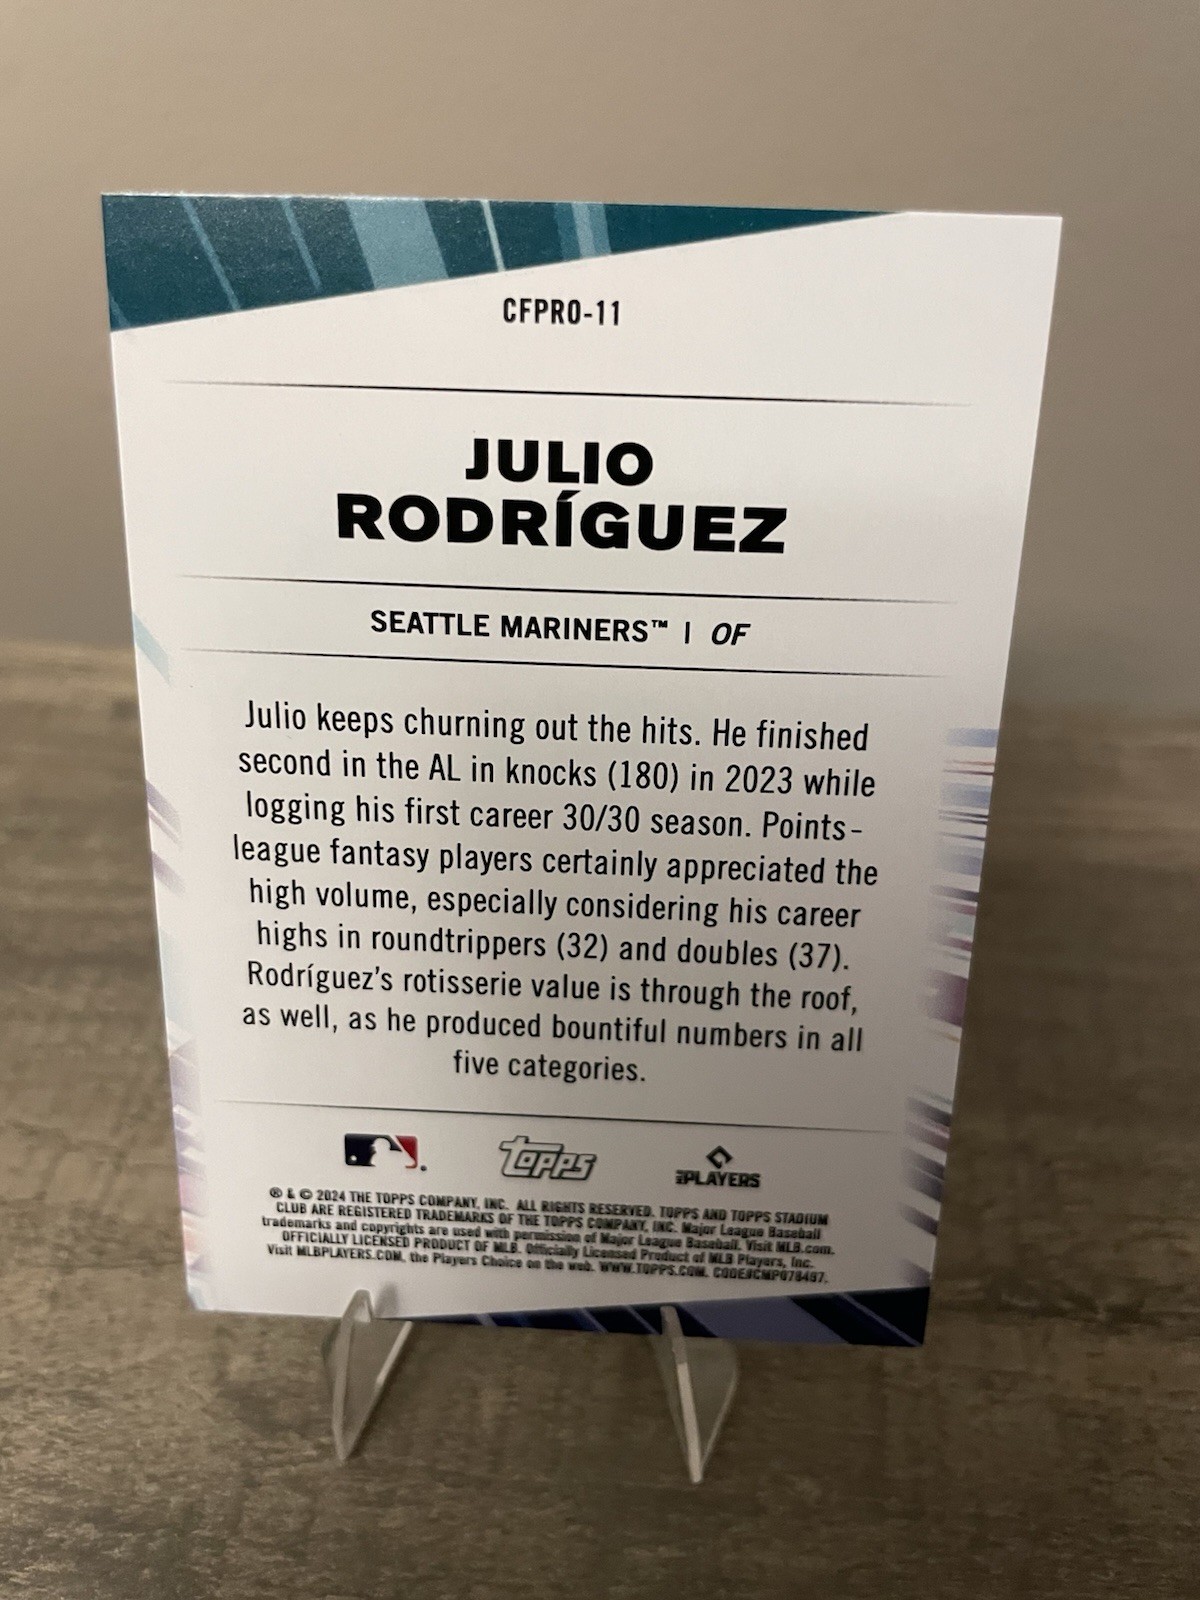 CFPRO-11
JULIO
RODRÍGUEZ
SEATTLE MARINERS™ | OF
Julio keeps churning out the hits. He finished
second in the AL in knocks (180) in 2023 while
logging his first career 30/30 season. Points-
league fantasy players certainly appreciated the
high volume, especially considering his career
highs in roundtrippers (32) and doubles (37).
Rodríguez's rotisserie value is through the roof,
as well, as he produced bountiful numbers in all
five categories.
topps
PLAYERS
® & © 2024 THE TOPPS COMPANY, INC. ALL RIGHTS RESERVED. TOPPS AND TOPPS STADIUM
CLUB ARE REGISTERED TRADEMARKS OF THE TOPPS COMPANY, INC. Major League Baseball
trademarks and copyrights are used with permission of Major League Baseball. Visit MLB.com.
OFFICIALLY LICENSED PRODUCT OF MLB. Officially Licensed Product of MLB Players, Inc.
Visit MLBPLAYERS.COM, the Players Choice on the web. WWW.TOPPS.COM. CODE#CMP078487.